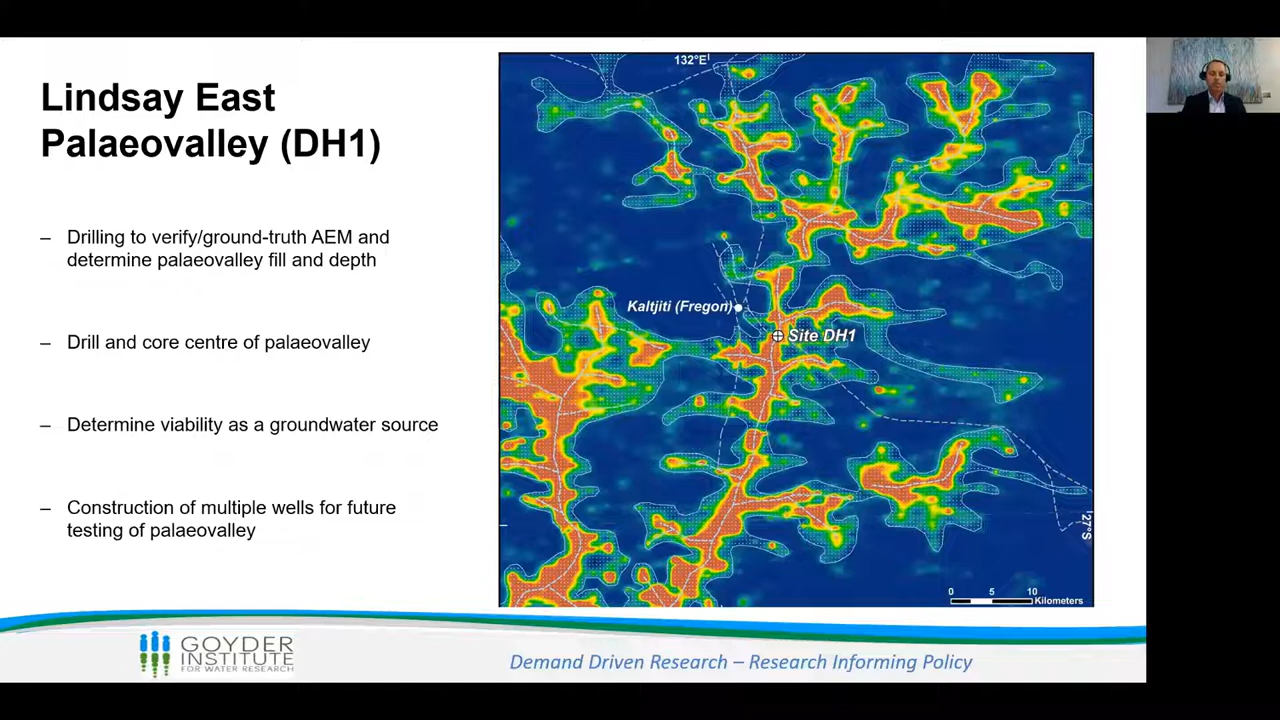 Lindsay East
Palaeovalley (DH1)
– Drilling to verify/ground-truth AEM and
determine palaeovalley fill and depth
– Drill and core centre of palaeovalley
– Determine viability as a groundwater source
– Construction of multiple wells for future
testing of palaeovalley
132°E
Kaltjiti (Fregon)
Site DH1
27°S
0 5 10
Kilometers
GOYDER
INSTITUTE
FOR WATER RESEARCH
Demand Driven Research – Research Informing Policy